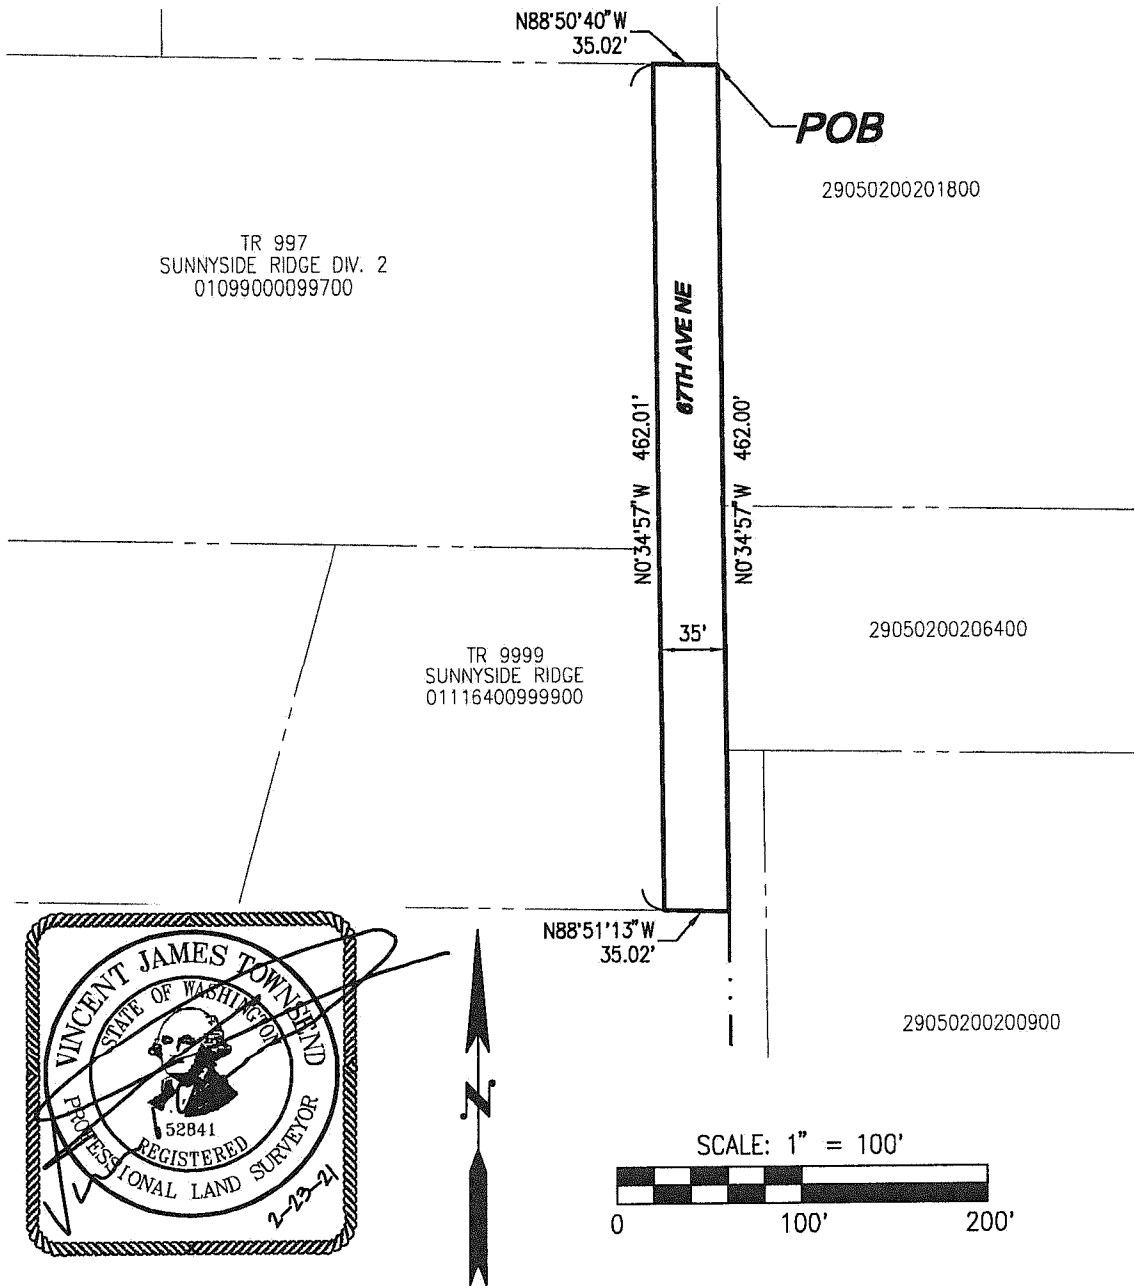 N88°50'40"W
35.02'
POB
29050200201800
TR 997
SUNNYSIDE RIDGE DIV. 2
01099000099700
67TH AVE NE
N0°34'57"W 462.01'
N0°34'57"W 462.00'
35'
29050200206400
TR 9999
SUNNYSIDE RIDGE
01116400999900
N88°51'13"W
35.02'
29050200200900
VINCENT JAMES TOWNSEND
STATE OF WASHINGTON
52841
REGISTERED
PROFESSIONAL LAND SURVEYOR
2-23-21
N
SCALE: 1" = 100'
0 100' 200'